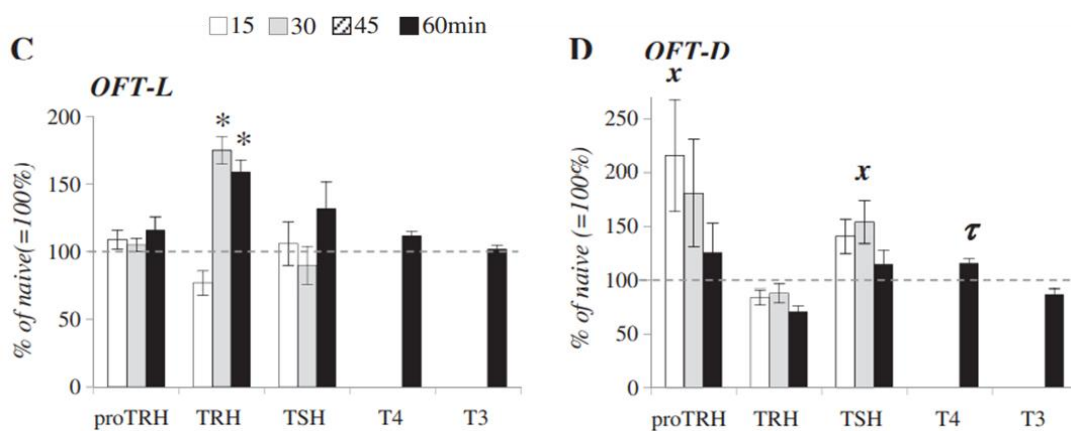 15 30 45 60min
C
OFT-L
% of naive(=100%)
200
150
100
50
0
* *
proTRH TRH TSH T4 T3
D
OFT-D
% of naive (=100%)
250
200
150
100
50
0
x
x
τ
proTRH TRH TSH T4 T3